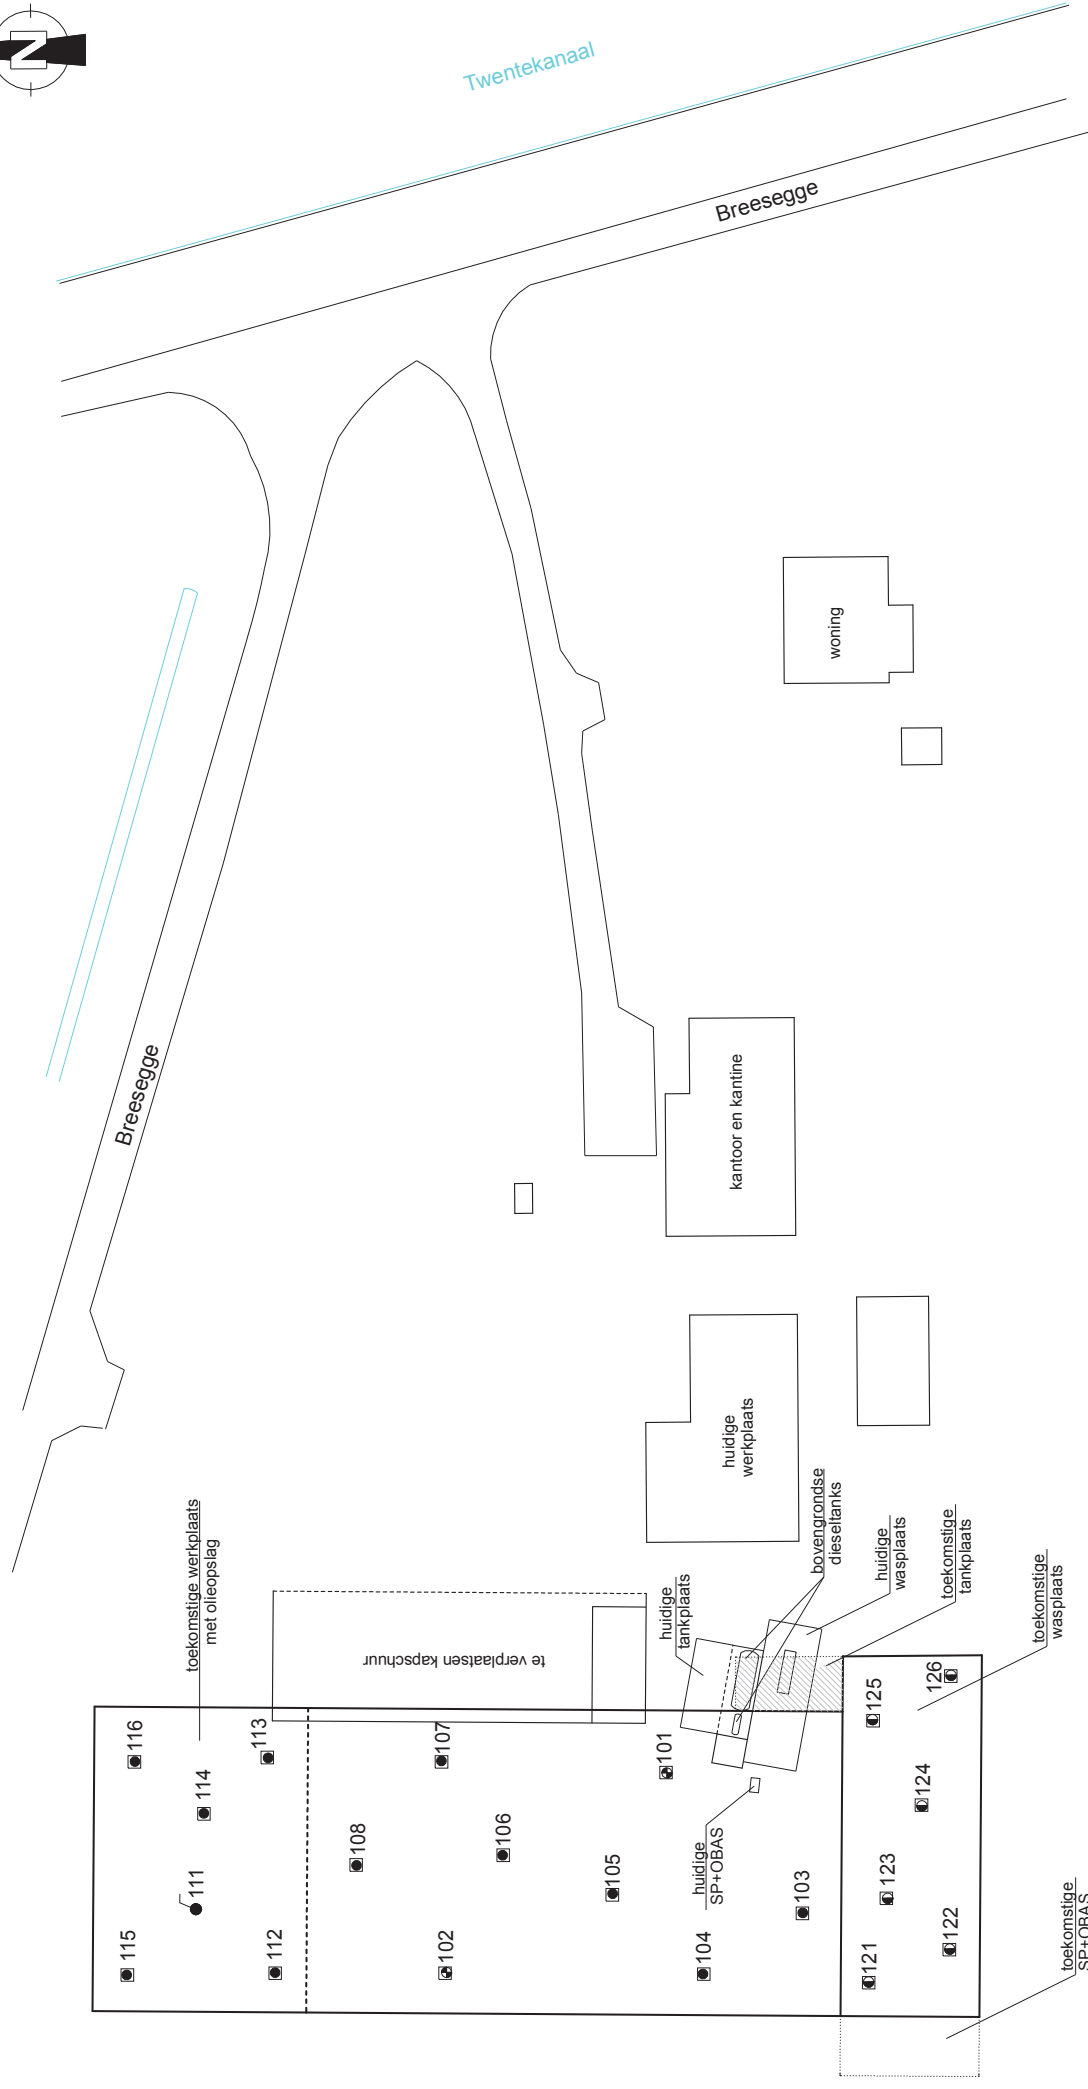 N
Twentekanaal
Breesegge
Breesegge
woning
kantoor en kantine
huidige
werkplaats
bovengrondse
dieseltanks
huidige
wasplaats
toekomstige
tankplaats
toekomstige
wasplaats
huidige
tankplaats
te verplaatsen kapschuur
toekomstige werkplaats
met olieopslag
116
113
114
111
115
112
107
108
106
101
105
102
104
103
huidige
SP+OBAS
125
126
124
123
122
121
toekomstige
SP+OBAS